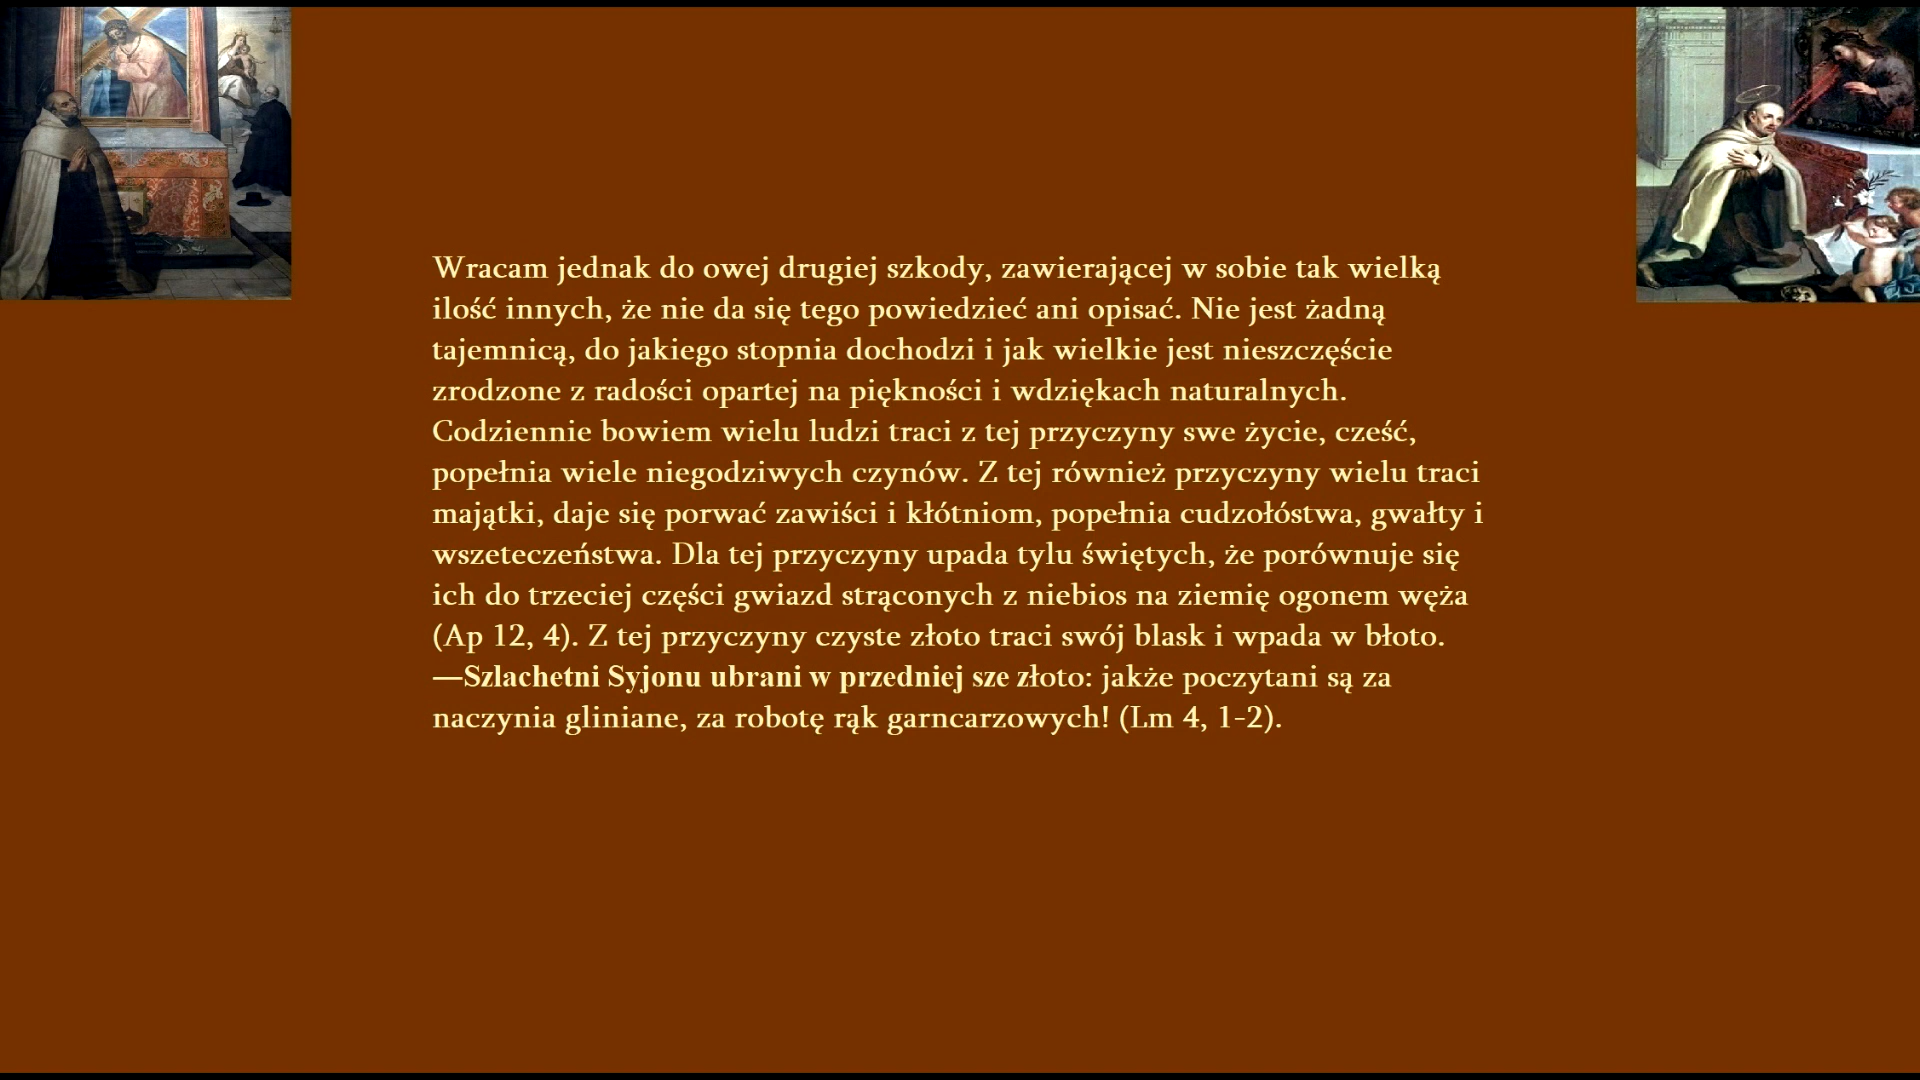 Wracam jednak do owej drugiej szkody, zawierającej w sobie tak wielką
ilość innych, że nie da się tego powiedzieć ani opisać. Nie jest żadną
tajemnicą, do jakiego stopnia dochodzi i jak wielkie jest nieszczęście
zrodzone z radości opartej na piękności i wdziękach naturalnych.
Codziennie bowiem wielu ludzi traci z tej przyczyny swe życie, cześć,
popełnia wiele niegodziwych czynów. Z tej również przyczyny wielu traci
majątki, daje się porwać zawiści i kłótniom, popełnia cudzołóstwa, gwałty i
wszeteczeństwa. Dla tej przyczyny upada tylu świętych, że porównuje się
ich do trzeciej części gwiazd strąconych z niebios na ziemię ogonem węża
(Ap 12, 4). Z tej przyczyny czyste złoto traci swój blask i wpada w błoto.
—Szlachetni Syjonu ubrani w przedniej sze złoto: jakże poczytani są za
naczynia gliniane, za robotę rąk garncarzowych! (Lm 4, 1-2).